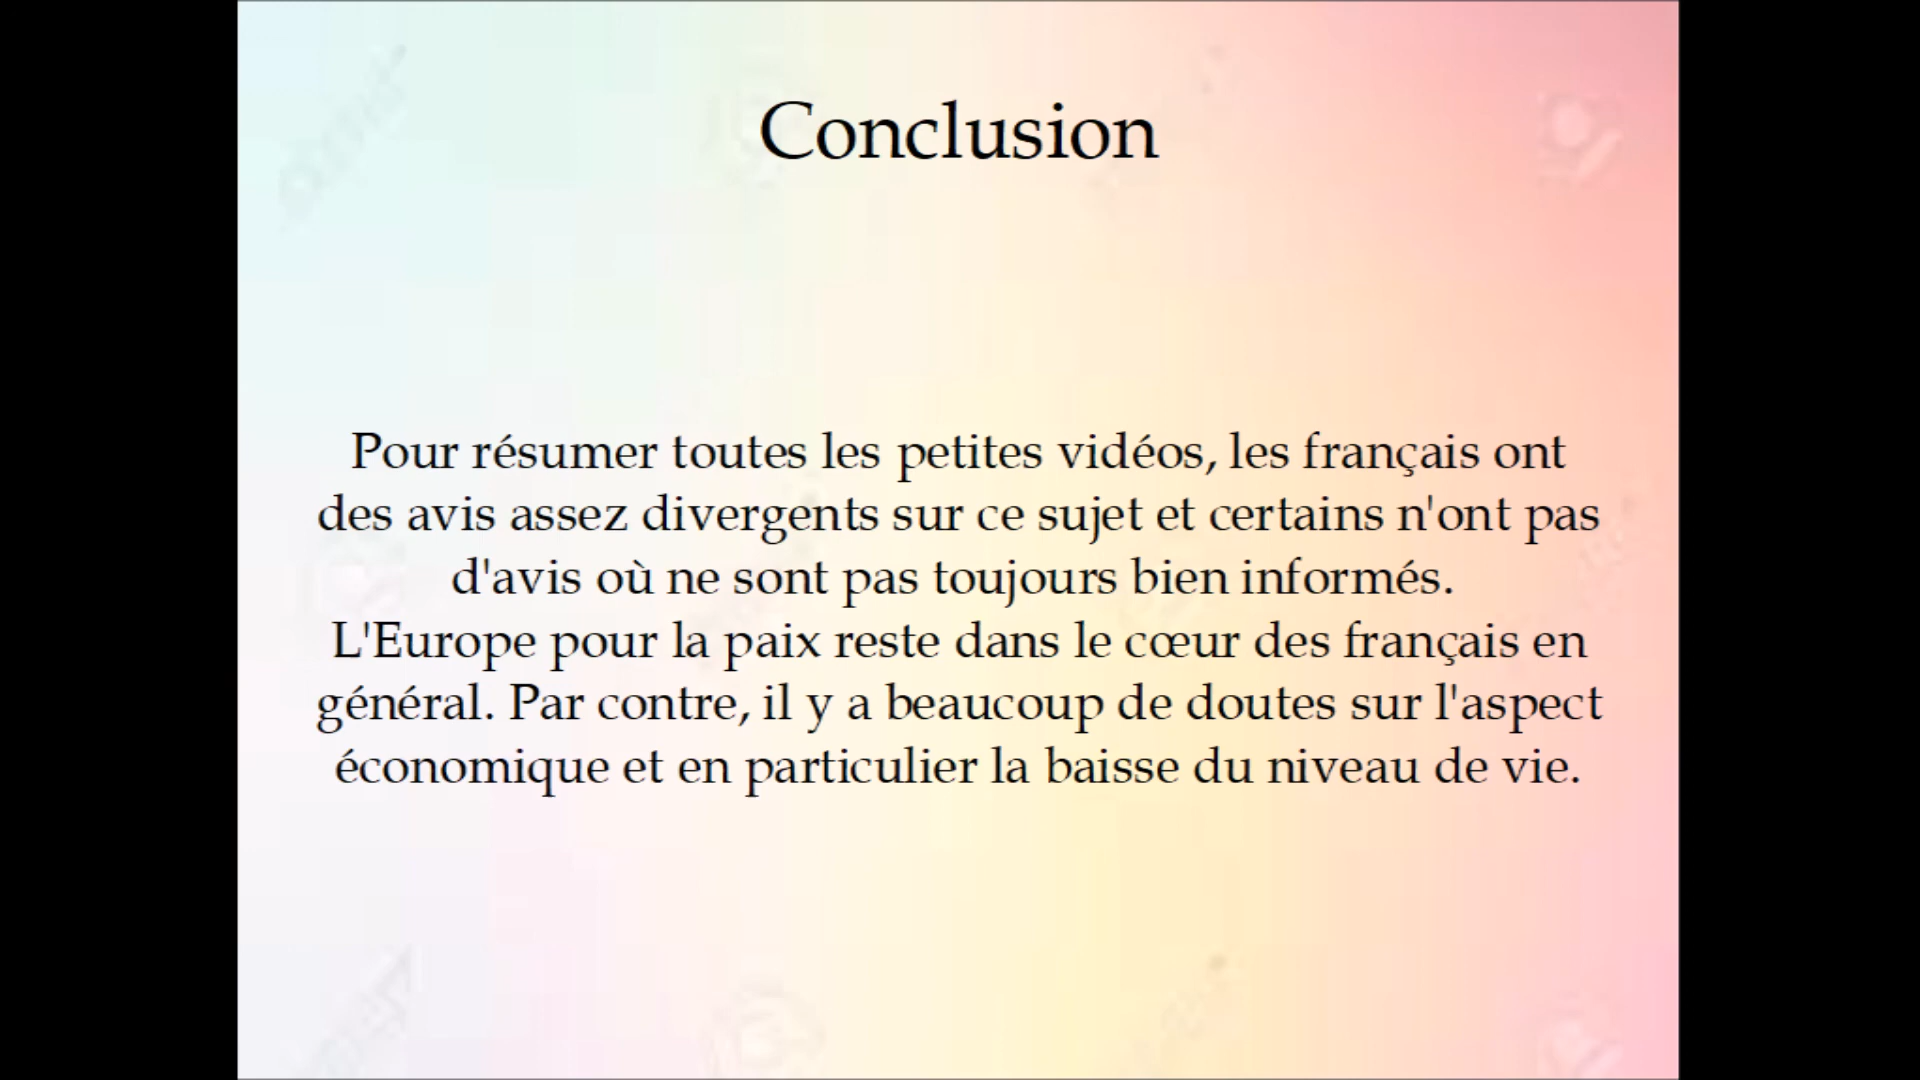 Conclusion
Pour résumer toutes les petites vidéos, les français ont
des avis assez divergents sur ce sujet et certains n'ont pas
d'avis où ne sont pas toujours bien informés.
L'Europe pour la paix reste dans le cœur des français en
général. Par contre, il y a beaucoup de doutes sur l'aspect
économique et en particulier la baisse du niveau de vie.